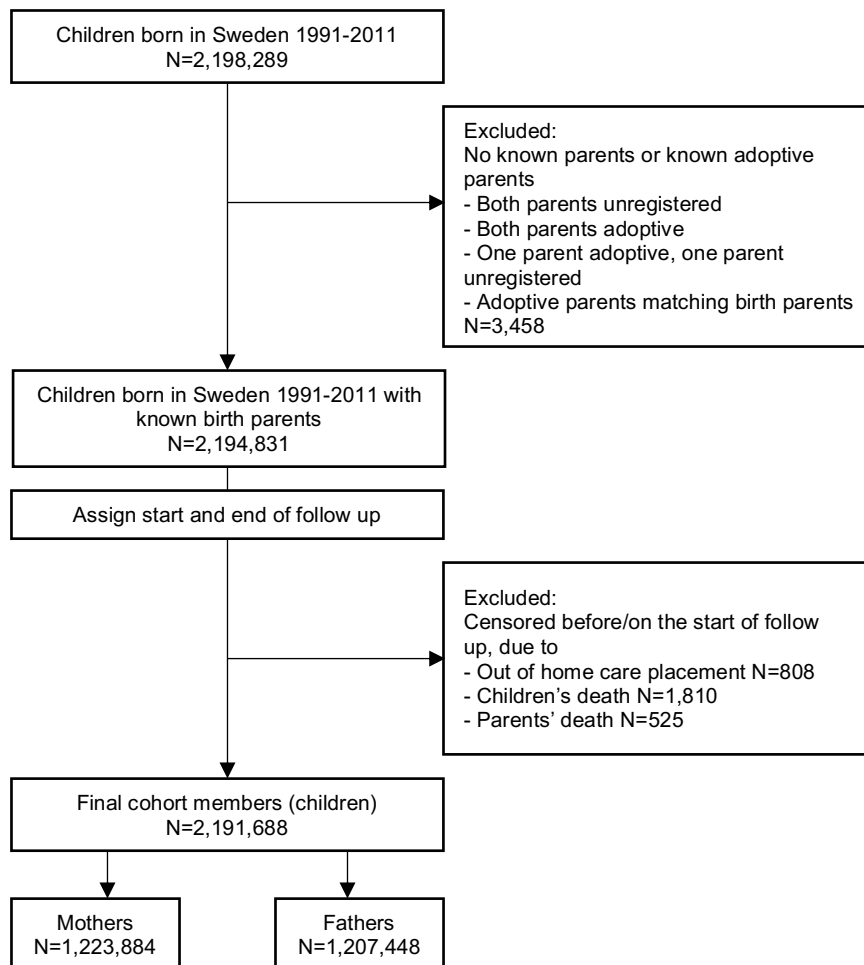 Children born in Sweden 1991-2011
N=2,198,289
Excluded:
No known parents or known adoptive
parents
- Both parents unregistered
- Both parents adoptive
- One parent adoptive, one parent
unregistered
- Adoptive parents matching birth parents
N=3,458
Children born in Sweden 1991-2011 with
known birth parents
N=2,194,831
Assign start and end of follow up
Excluded:
Censored before/on the start of follow
up, due to
- Out of home care placement N=808
- Children’s death N=1,810
- Parents’ death N=525
Final cohort members (children)
N=2,191,688
Mothers
N=1,223,884
Fathers
N=1,207,448